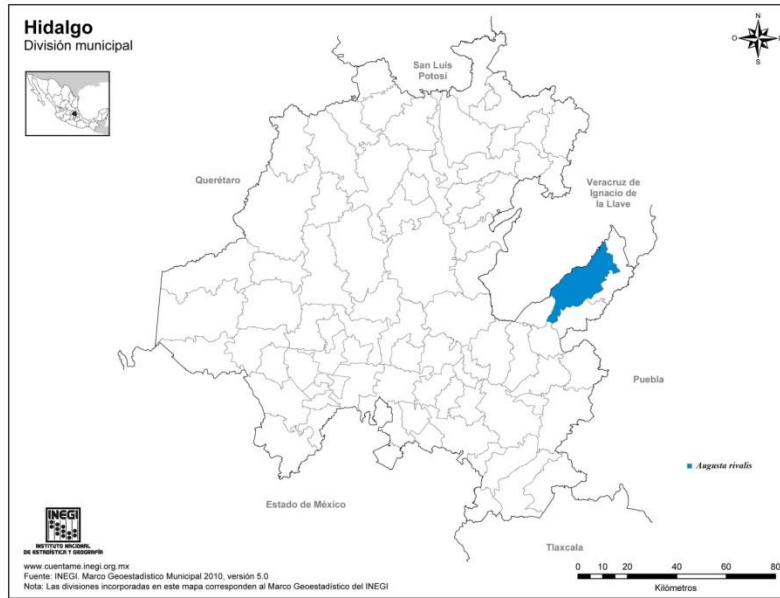 Hidalgo
División municipal
N
O
E
S
San Luis
Potosí
Querétaro
Veracruz de
Ignacio de
la Llave
Puebla
Augusta rivalis
Estado de México
Tlaxcala
INEGI
INSTITUTO NACIONAL
DE ESTADÍSTICA Y GEOGRAFÍA
www.cuentame.inegi.org.mx
Fuente: INEGI. Marco Geoestadístico Municipal 2010, versión 5.0
Nota: Las divisiones incorporadas en este mapa corresponden al Marco Geoestadístico del INEGI
0 5 10 20 40 60 80
Kilómetros